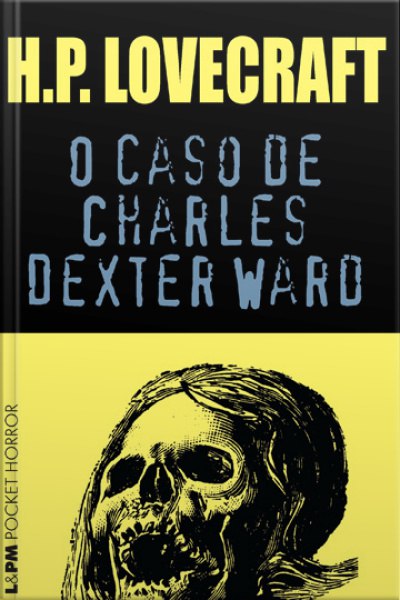 H.P. LOVECRAFT
O CASO DE
CHARLES
DEXTER WARD
L&PM POCKET HORROR